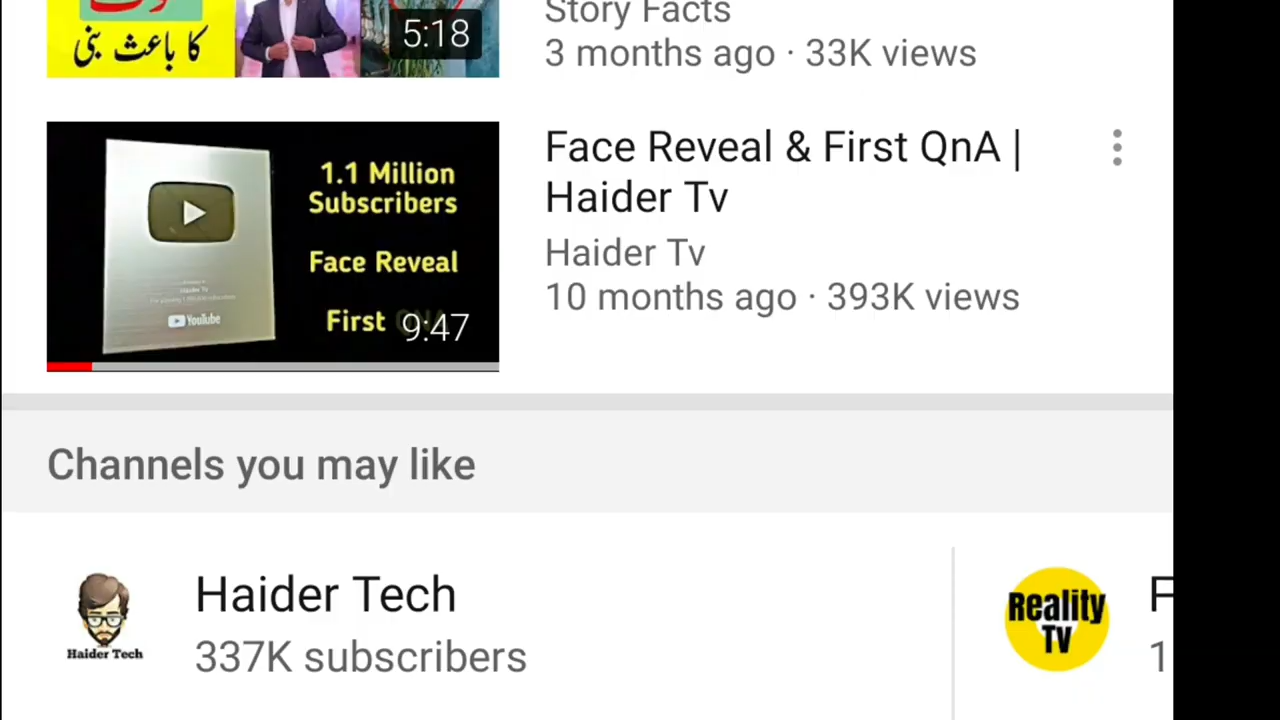 کا باعث بنی
5:18
Story Facts
3 months ago · 33K views
1.1 Million
Subscribers
Face Reveal
First
9:47
YouTube
Face Reveal & First QnA |
Haider Tv
Haider Tv
10 months ago · 393K views
Channels you may like
Haider Tech
Haider Tech
337K subscribers
Reality
TV
F
1